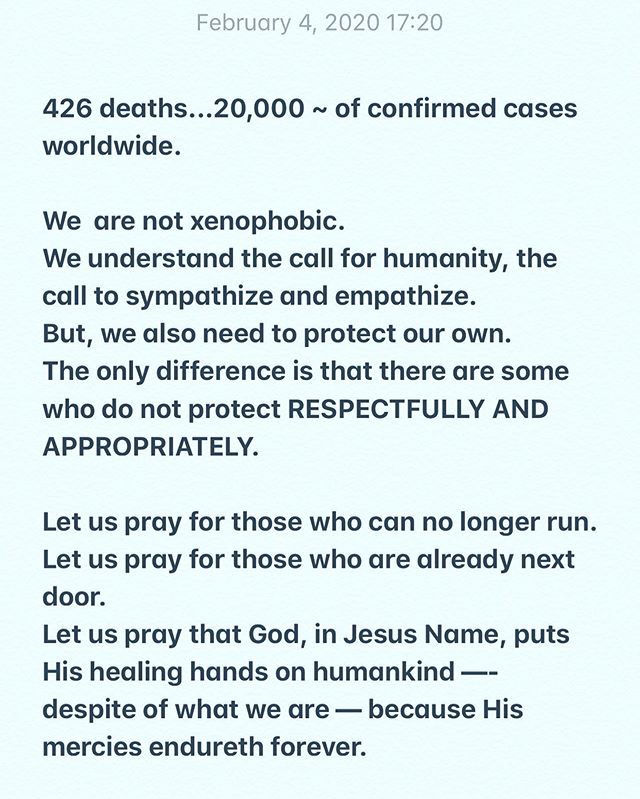 February 4, 2020 17:20
426 deaths...20,000 ~ of confirmed cases
worldwide.
We  are not xenophobic.
We understand the call for humanity, the
call to sympathize and empathize.
But, we also need to protect our own.
The only difference is that there are some
who do not protect RESPECTFULLY AND
APPROPRIATELY.
Let us pray for those who can no longer run.
Let us pray for those who are already next
door.
Let us pray that God, in Jesus Name, puts
His healing hands on humankind —-
despite of what we are — because His
mercies endureth forever.